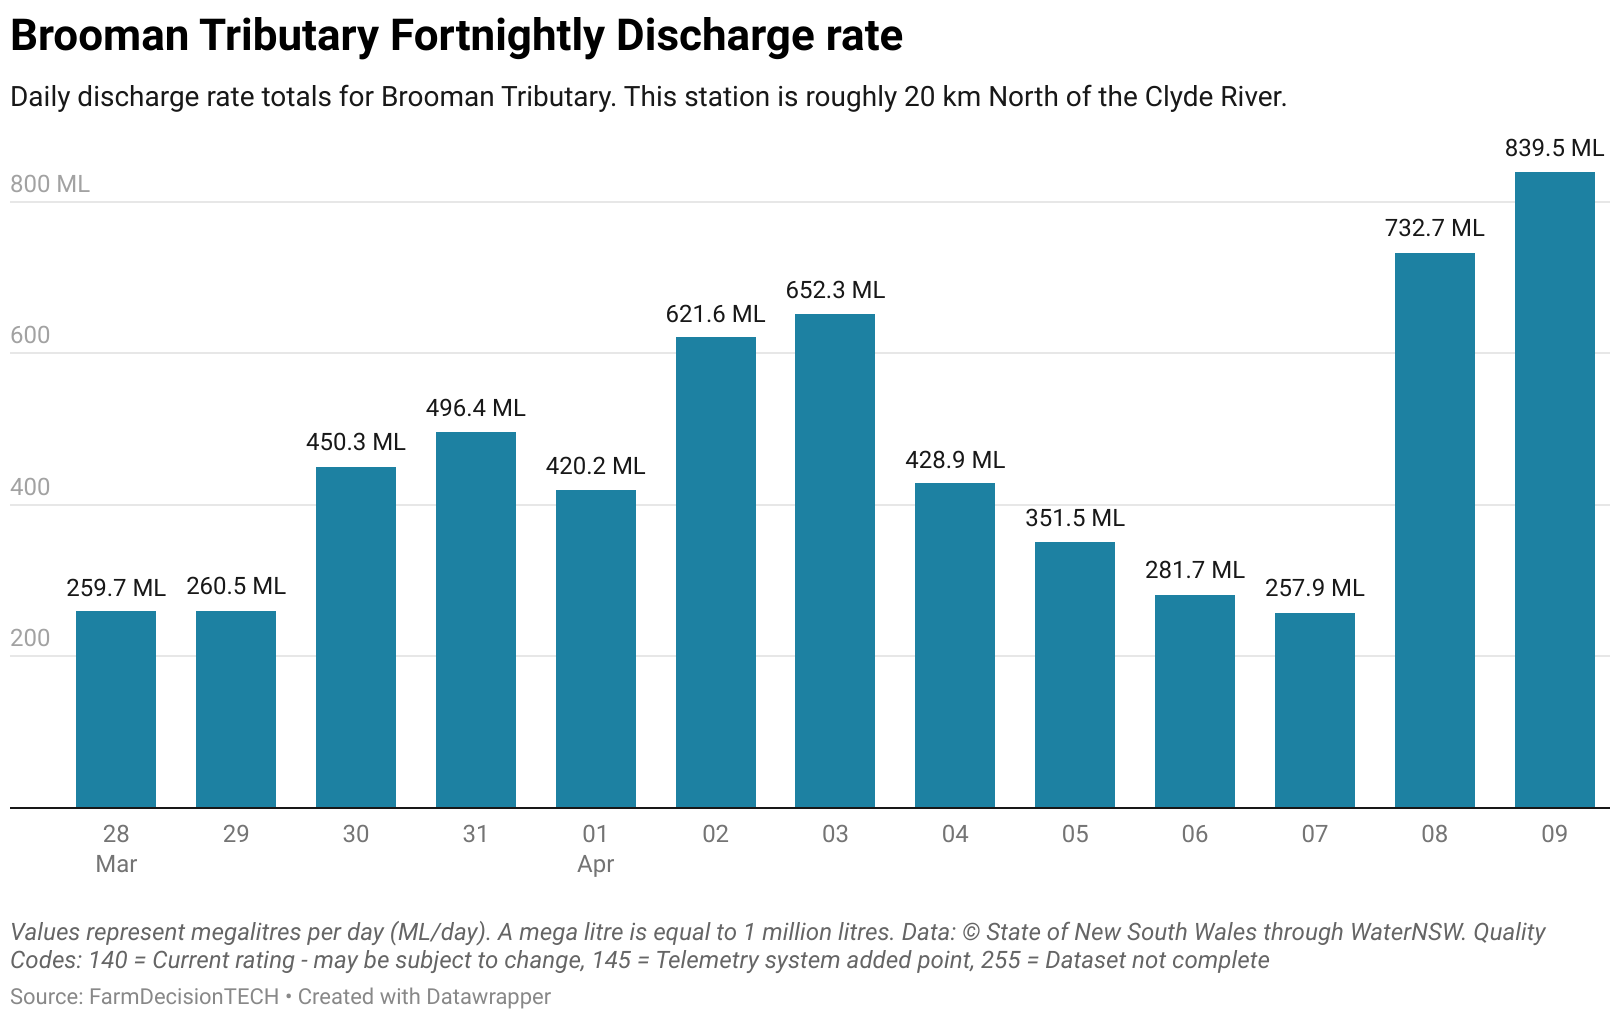 Brooman Tributary Fortnightly Discharge rate
Daily discharge rate totals for Brooman Tributary. This station is roughly 20 km North of the Clyde River.
839.5 ML
800 ML
732.7 ML
652.3 ML
621.6 ML
600
496.4 ML
450.3 ML
420.2 ML
428.9 ML
400
351.5 ML
281.7 ML
259.7 ML
260.5 ML
257.9 ML
200
28 29 30 31 01 02 03 04 05 06 07 08 09
Mar Apr
Values represent megalitres per day (ML/day). A mega litre is equal to 1 million litres. Data: © State of New South Wales through WaterNSW. Quality
Codes: 140 = Current rating - may be subject to change, 145 = Telemetry system added point, 255 = Dataset not complete
Source: FarmDecisionTECH • Created with Datawrapper